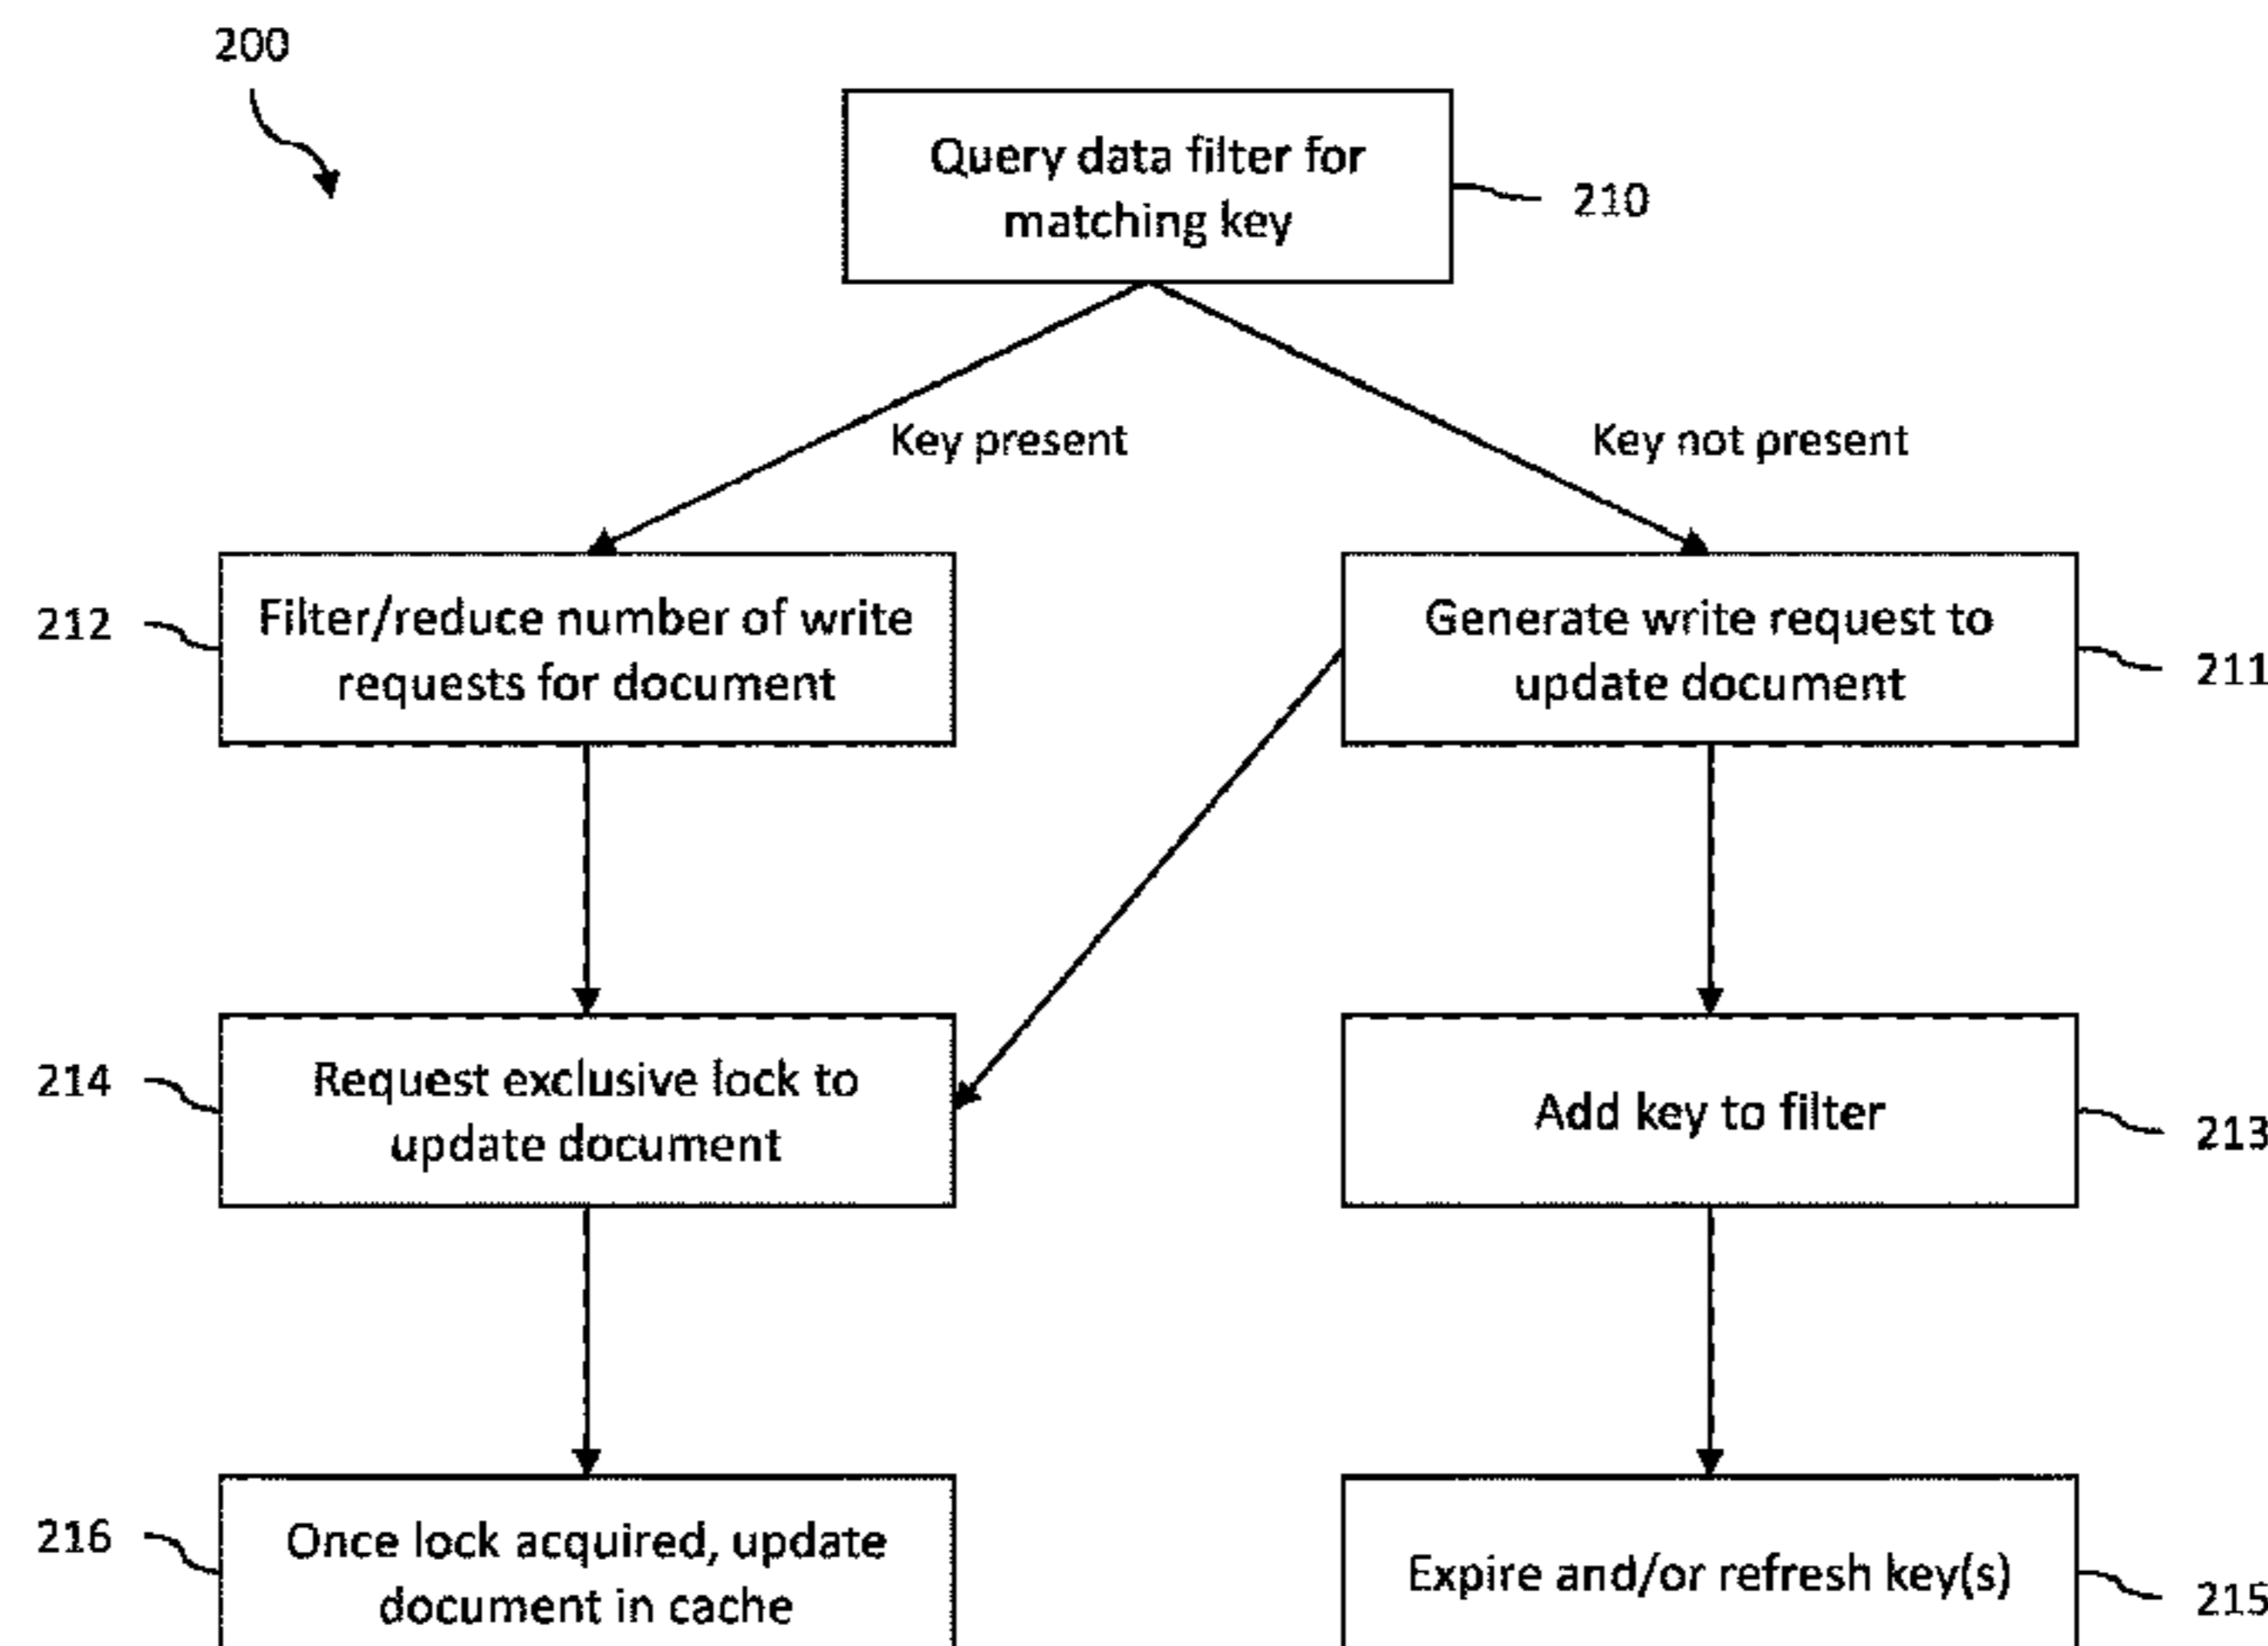 200
Query data filter for
matching key
210
Key present
Key not present
212
Filter/reduce number of write
requests for document
Generate write request to
update document
211
214
Request exclusive lock to
update document
Add key to filter
213
216
Once lock acquired, update
document in cache
Expire and/or refresh key(s)
215